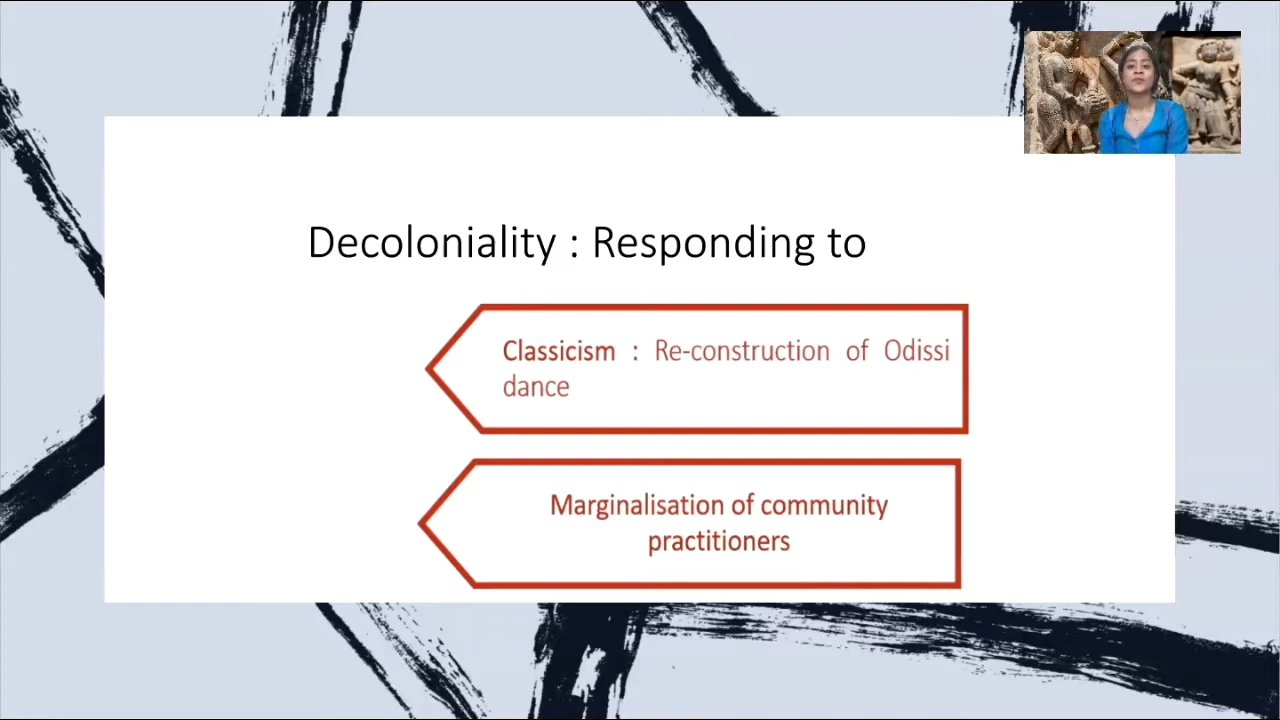 Decoloniality : Responding to
Classicism : Re-construction of Odissi
dance
Marginalisation of community
practitioners